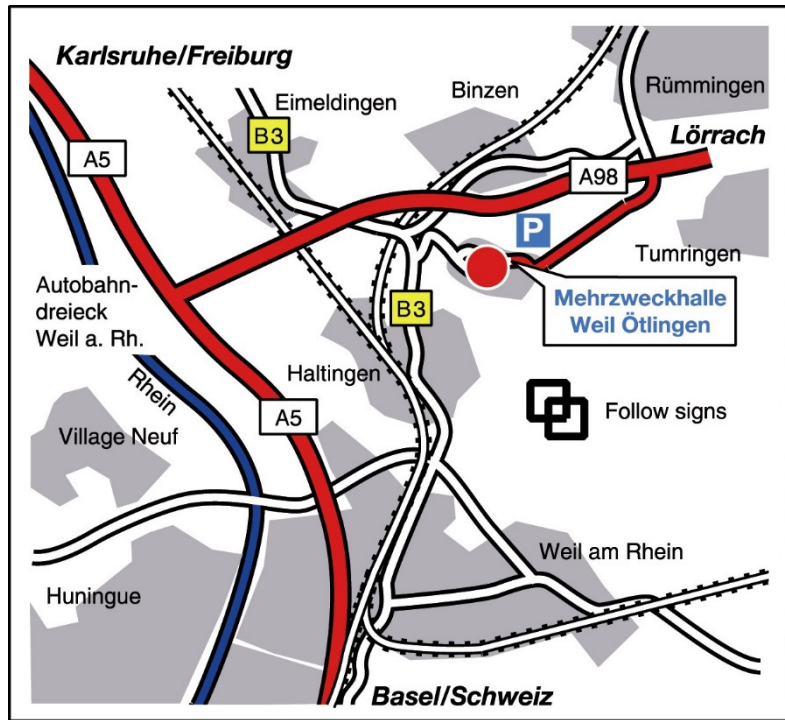 Karlsruhe/Freiburg
Eimeldingen
Binzen
Rümmingen
B3
Lörrach
A5
A98
P
Tumringen
Autobahn-
dreieck
Weil a. Rh.
Mehrzweckhalle
Weil Ötlingen
B3
Rhein
Haltingen
A5
Follow signs
Village Neuf
Weil am Rhein
Huningue
Basel/Schweiz